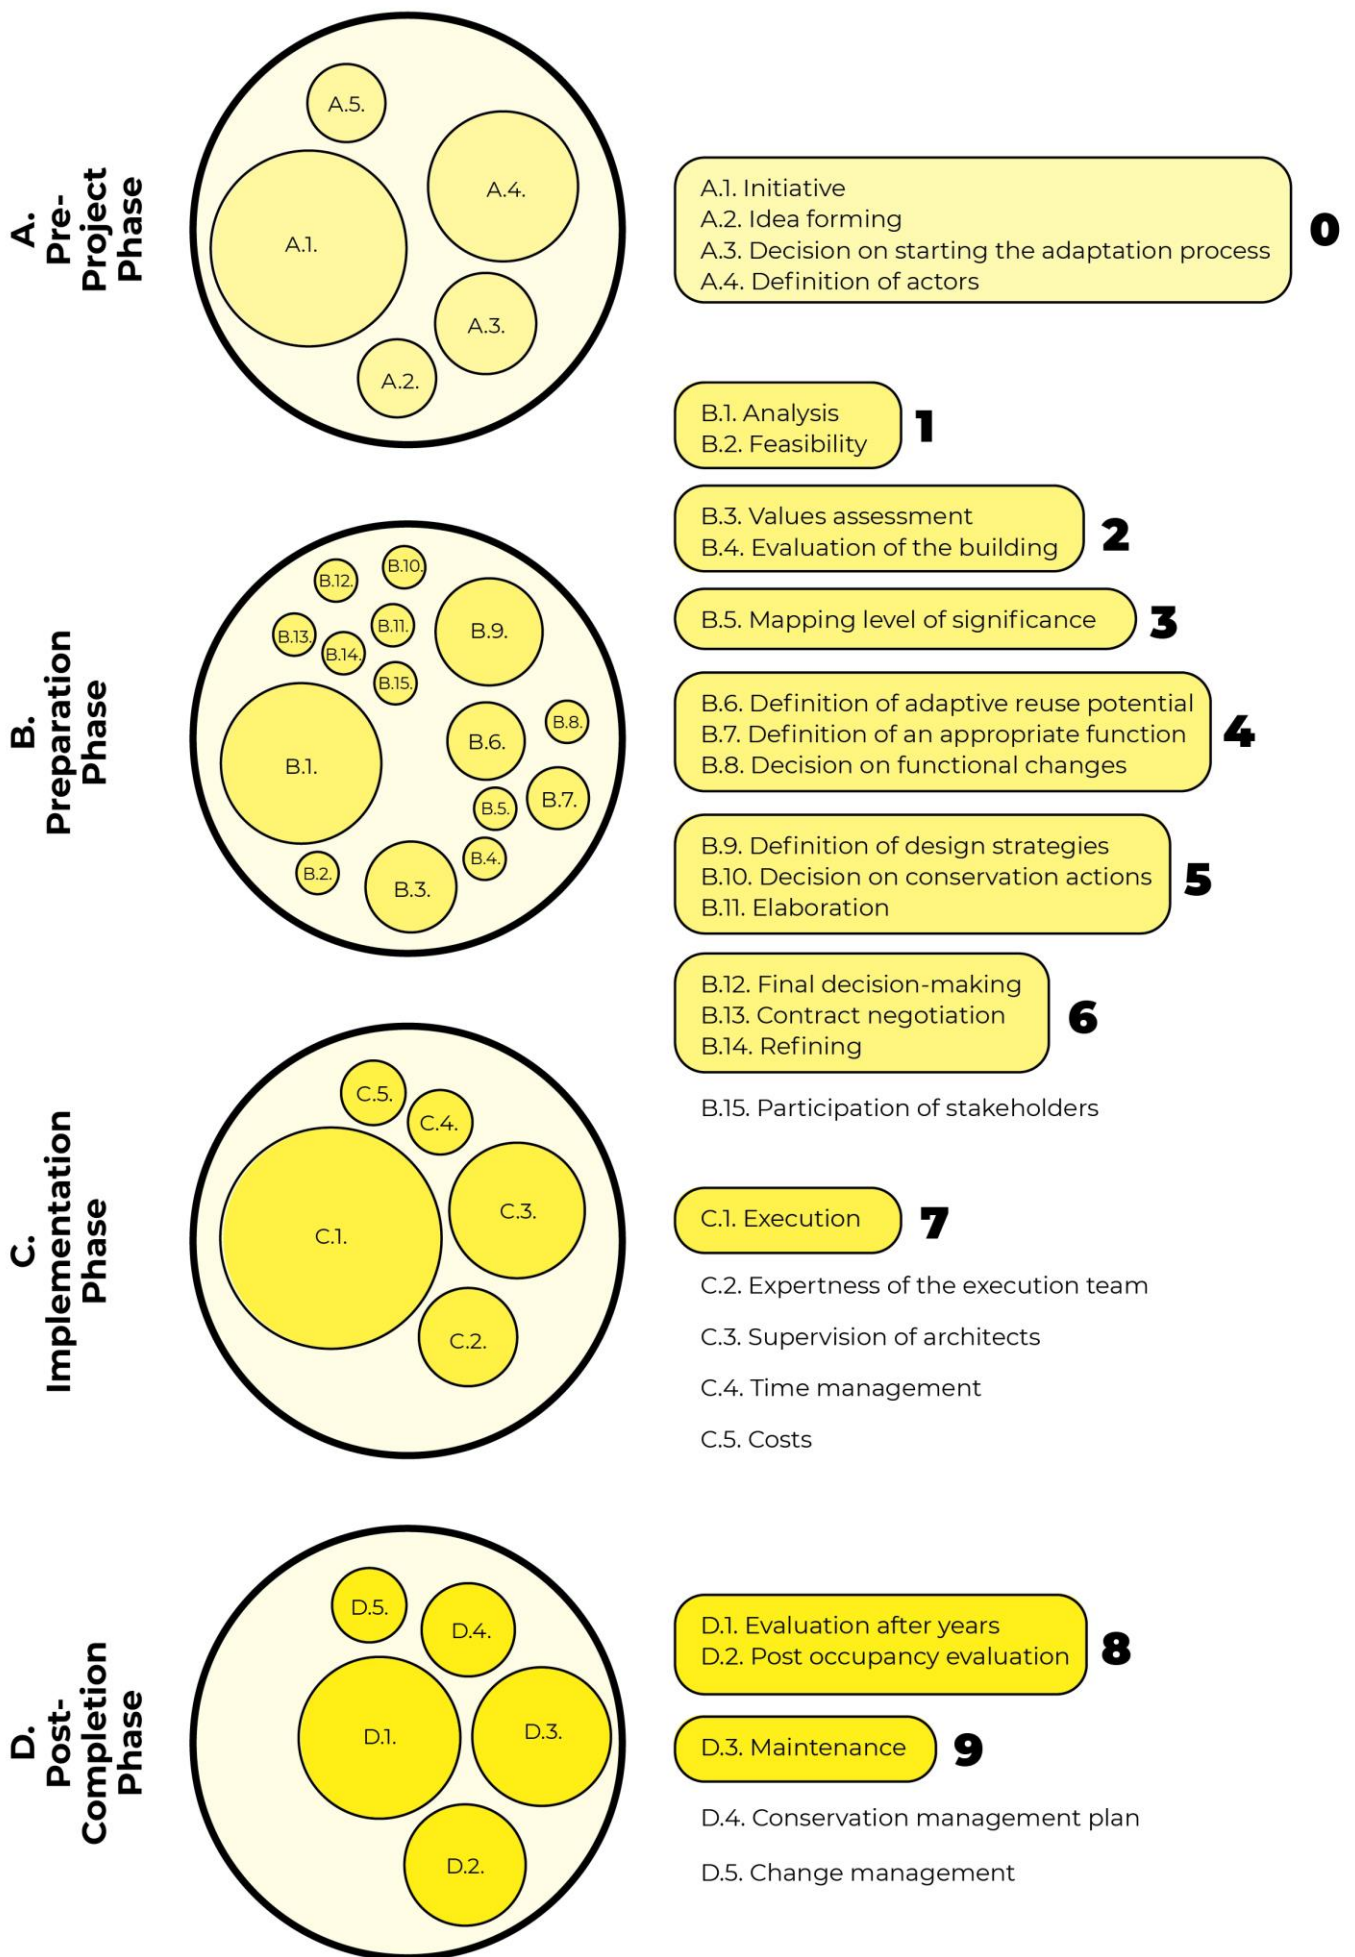 A.
Pre-
Project
Phase
A.5.
A.4.
A.1.
A.3.
A.2.
A.1. Initiative
A.2. Idea forming
A.3. Decision on starting the adaptation process
A.4. Definition of actors
0
B.1. Analysis
B.2. Feasibility
1
B.3. Values assessment
B.4. Evaluation of the building
2
B.5. Mapping level of significance
3
B.6. Definition of adaptive reuse potential
B.7. Definition of an appropriate function
B.8. Decision on functional changes
4
B.9. Definition of design strategies
B.10. Decision on conservation actions
B.11. Elaboration
5
B.12. Final decision-making
B.13. Contract negotiation
B.14. Refining
6
B.15. Participation of stakeholders
B.
Preparation
Phase
B.10.
B.12.
B.11.
B.9.
B.13.
B.14.
B.15.
B.8.
B.6.
B.1.
B.7.
B.5.
B.4.
B.2.
B.3.
C.
Implementation
Phase
C.5.
C.4.
C.3.
C.1.
C.2.
C.1. Execution
7
C.2. Expertness of the execution team
C.3. Supervision of architects
C.4. Time management
C.5. Costs
D.
Post-
Completion
Phase
D.5.
D.4.
D.3.
D.1.
D.2.
D.1. Evaluation after years
D.2. Post occupancy evaluation
8
D.3. Maintenance
9
D.4. Conservation management plan
D.5. Change management